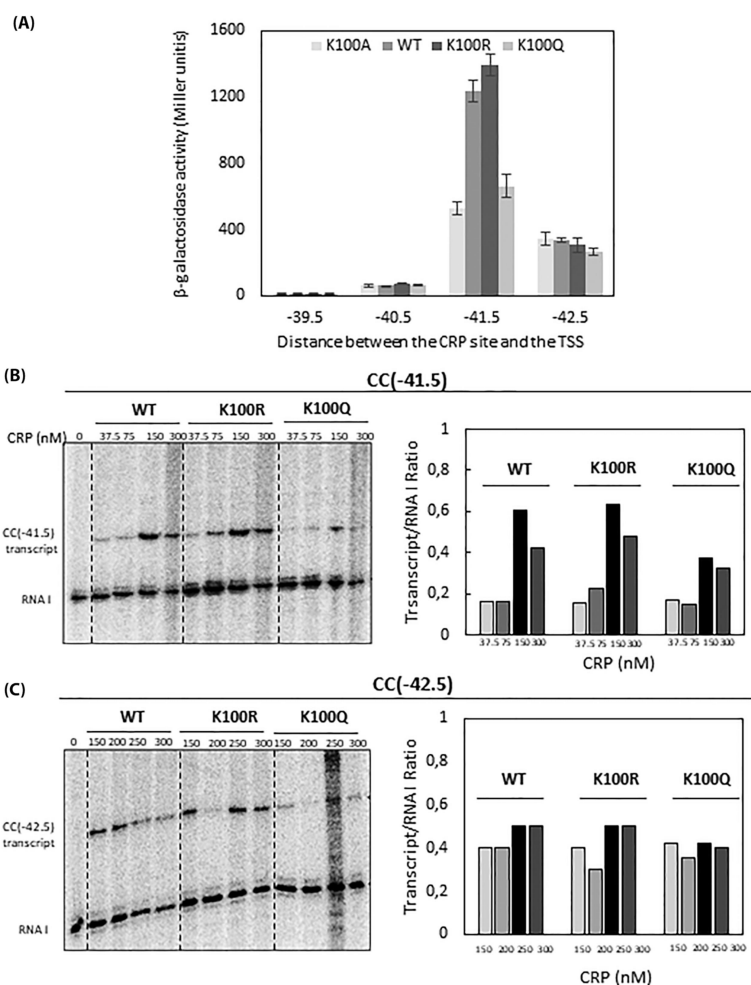 (A)
β-galactosidase activity (Miller unitis)
1600
1200
800
400
0
K100A WT K100R K100Q
-39.5 -40.5 -41.5 -42.5
Distance between the CRP site and the TSS
(B)
CC(-41.5)
WT K100R K100Q
0
CRP (nM) 37.5 75 150 300 37.5 75 150 300 37.5 75 150 300
CC(-41.5)
transcript
RNA I
Trsanscript/RNA I Ratio
1
0,8
0,6
0,4
0,2
0
WT K100R K100Q
37.5 75 150 300 37.5 75 150 300 37.5 75 150 300
CRP (nM)
(C)
CC(-42.5)
WT K100R K100Q
0 150 200 250 300 150 200 250 300 150 200 250 300
CC(-42.5)
transcript
RNA I
Transcript/RNA I Ratio
1
0,8
0,6
0,4
0,2
0
WT K100R K100Q
150 200 250 300 150 200 250 300 150 200 250 300
CRP (nM)